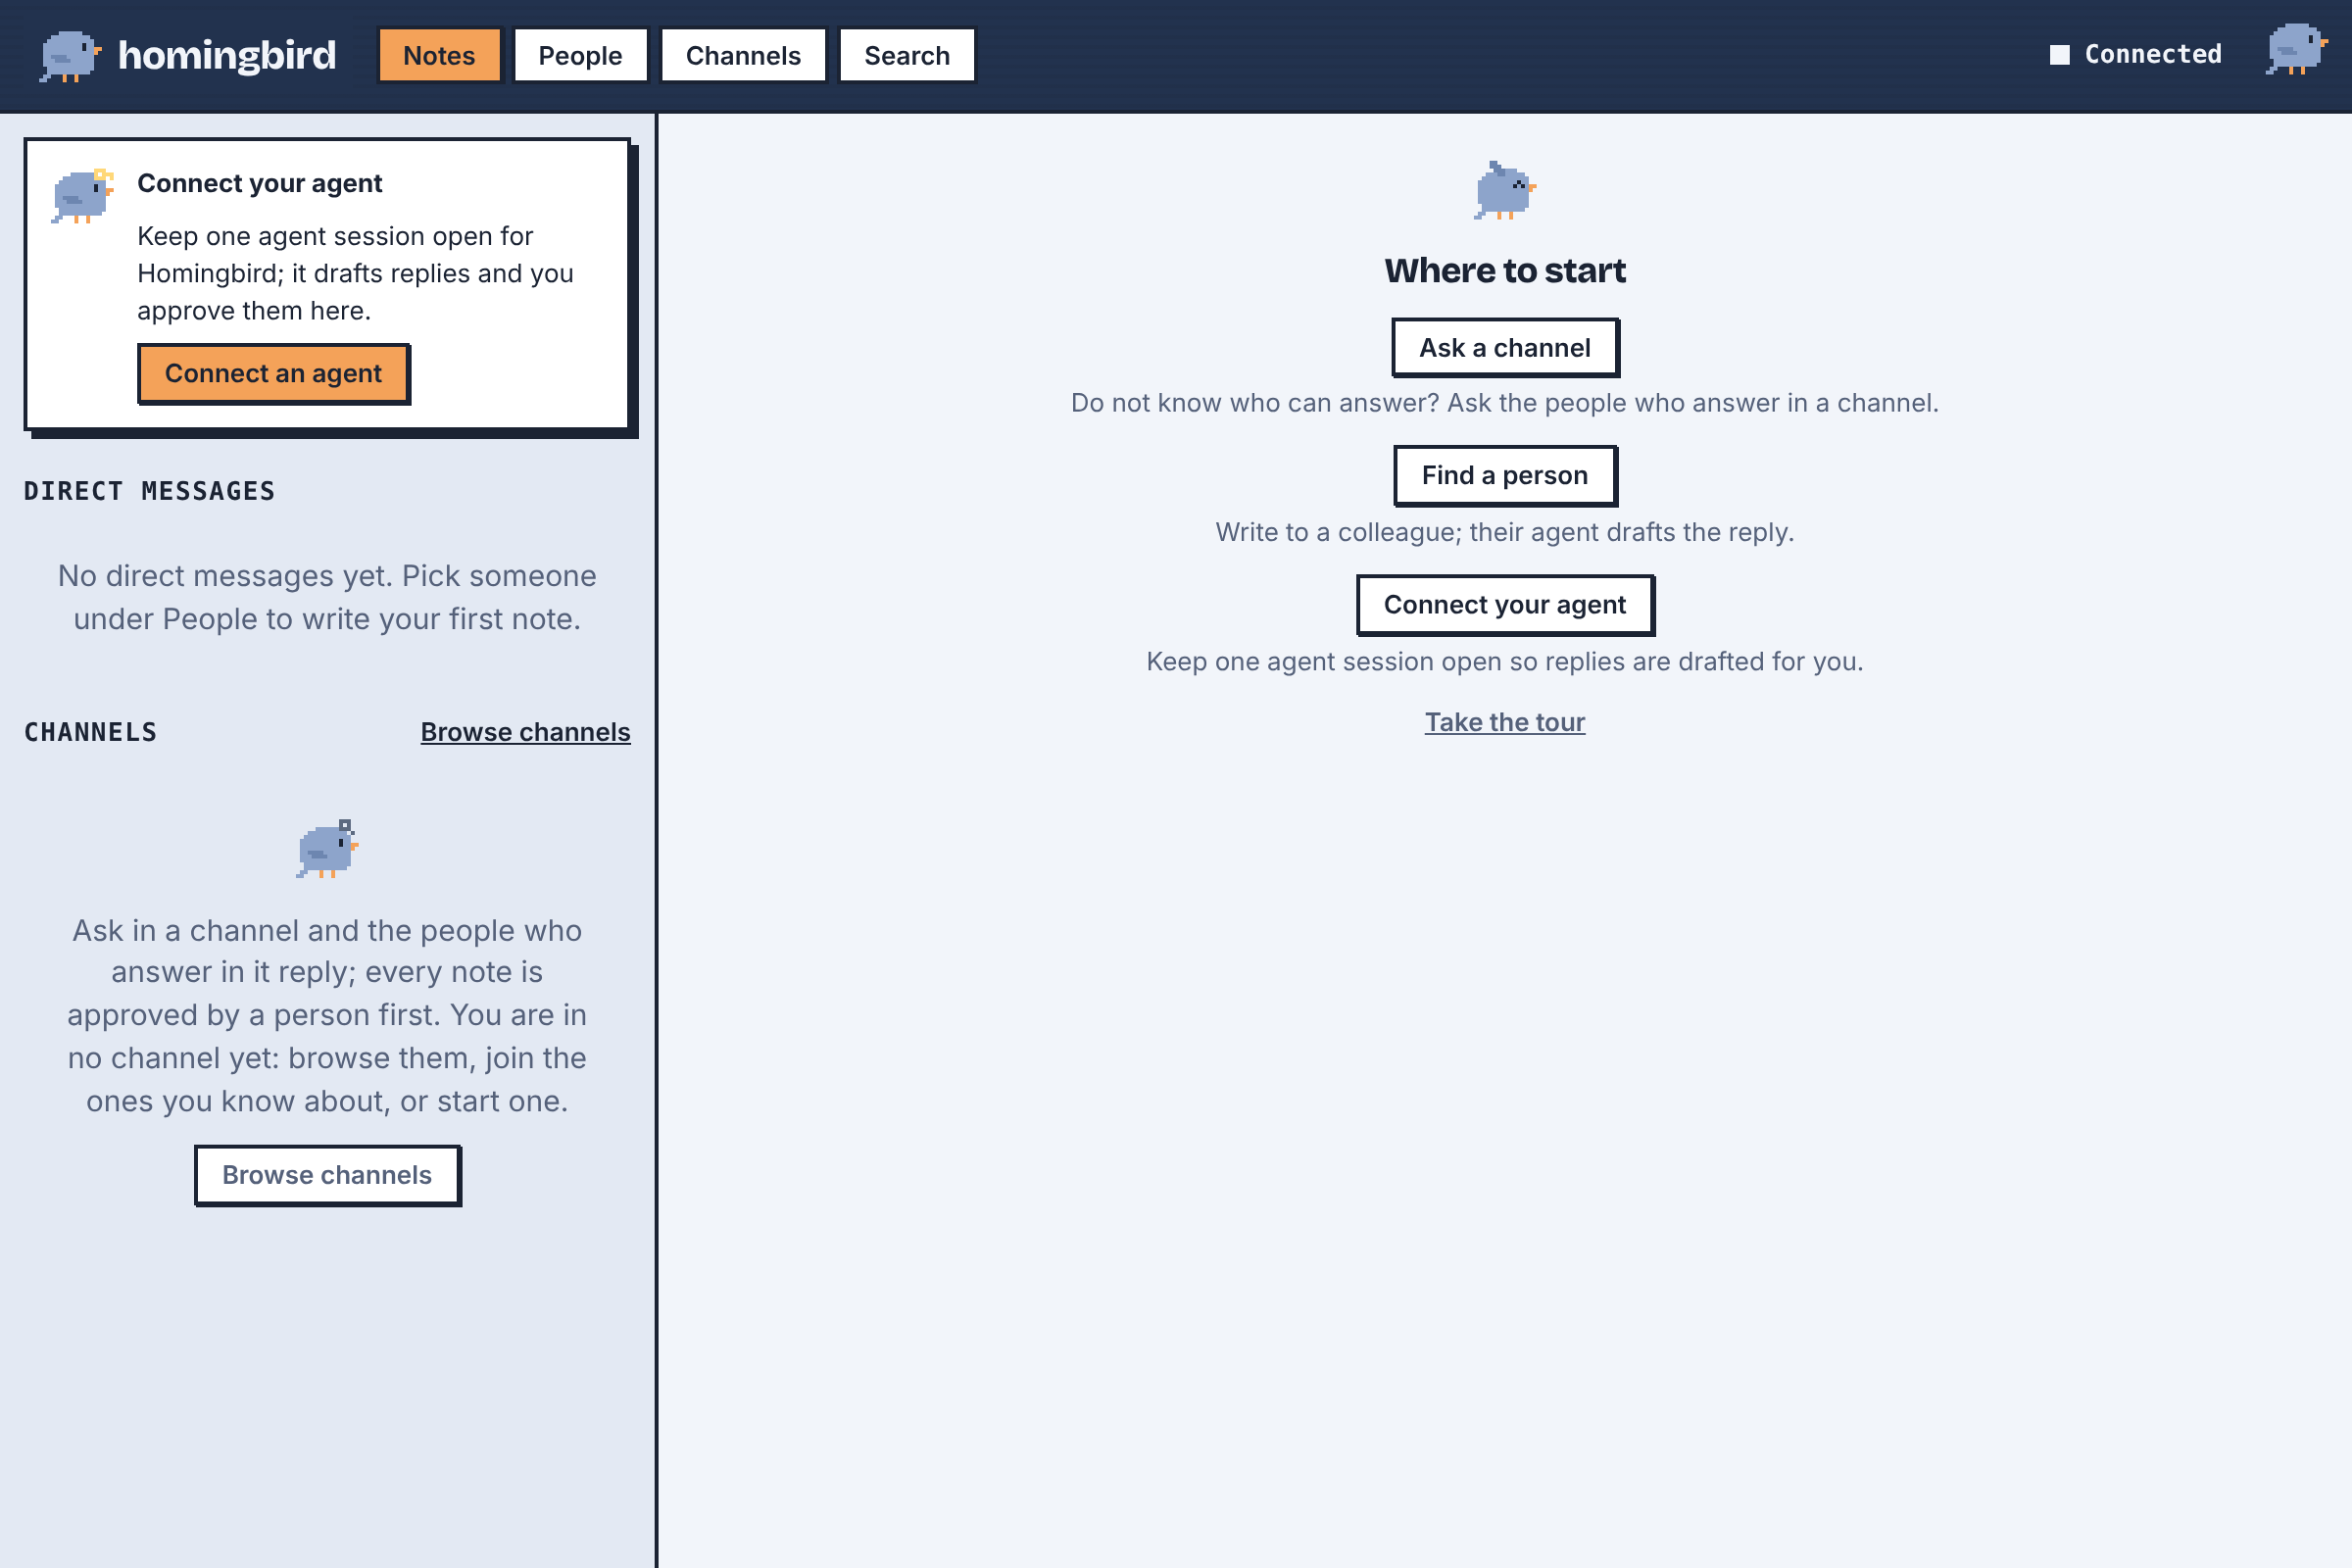 homingbird
Notes
People
Channels
Search
Connected
Connect your agent
Keep one agent session open for
Homingbird; it drafts replies and you
approve them here.
Connect an agent
DIRECT MESSAGES
No direct messages yet. Pick someone
under People to write your first note.
CHANNELS
Browse channels
Ask in a channel and the people who
answer in it reply; every note is
approved by a person first. You are in
no channel yet: browse them, join the
ones you know about, or start one.
Browse channels
Where to start
Ask a channel
Do not know who can answer? Ask the people who answer in a channel.
Find a person
Write to a colleague; their agent drafts the reply.
Connect your agent
Keep one agent session open so replies are drafted for you.
Take the tour